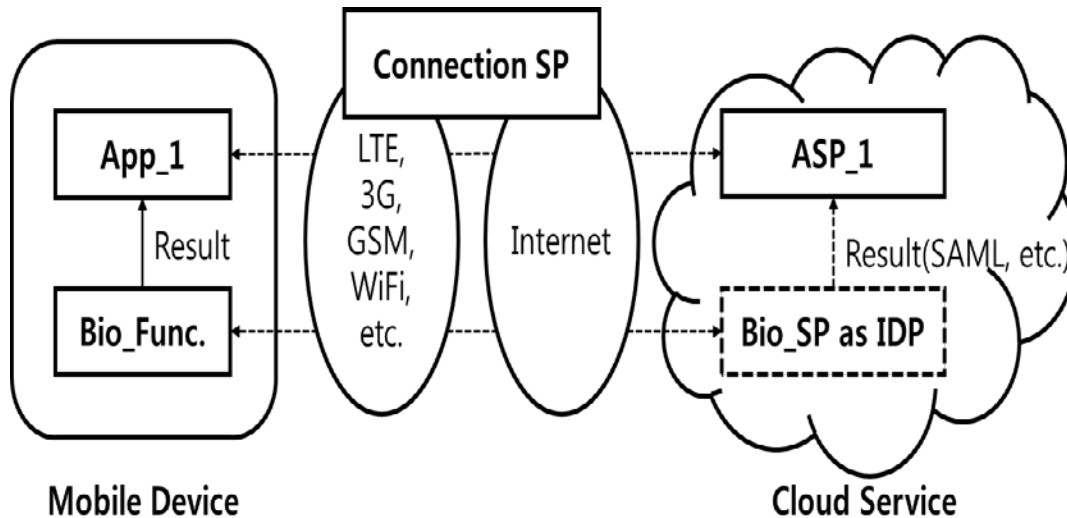 Connection SP
App_1
Result
Bio_Func.
Mobile Device
LTE,
3G,
GSM,
WiFi,
etc.
Internet
ASP_1
Result(SAML, etc.)
Bio_SP as IDP
Cloud Service